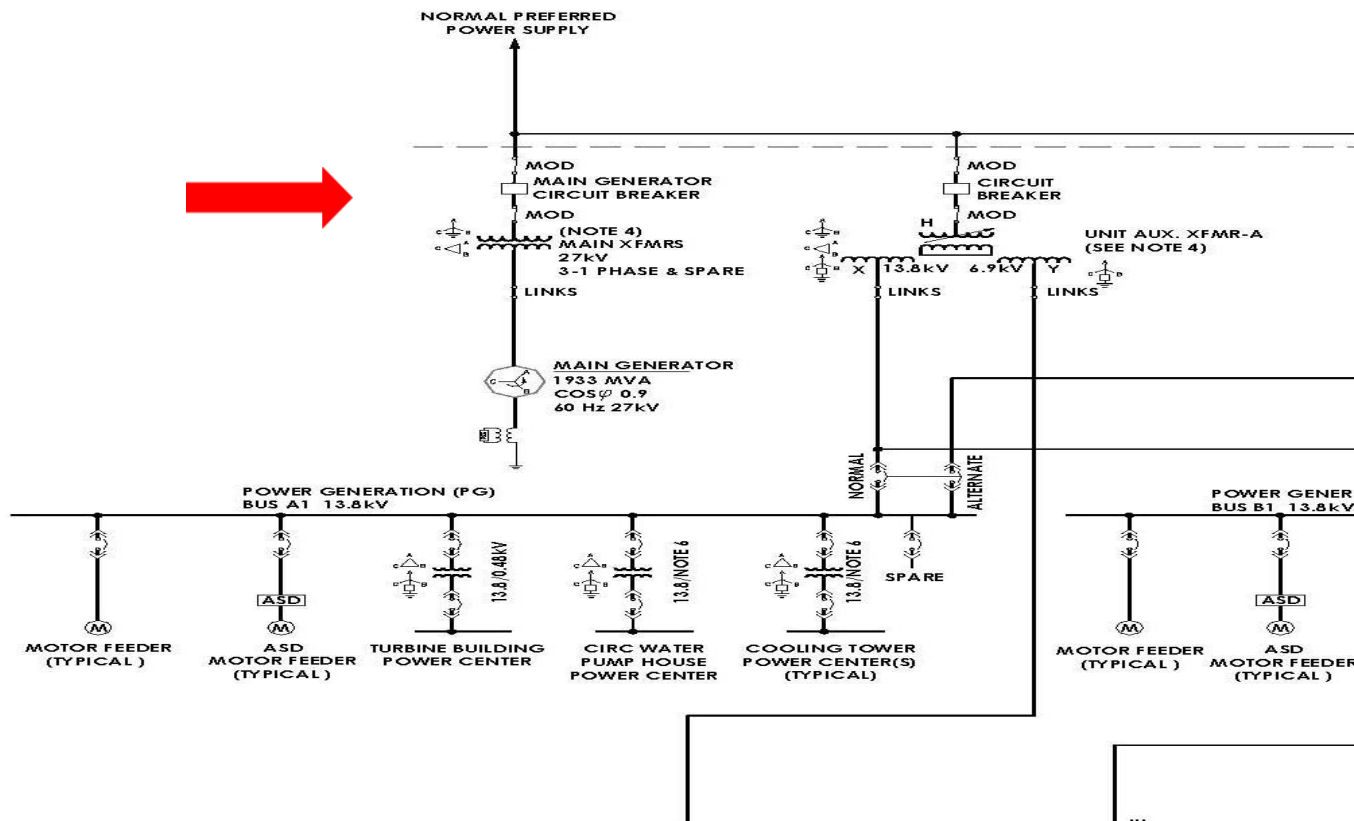 NORMAL PREFERRED
POWER SUPPLY
MOD
MAIN GENERATOR
CIRCUIT BREAKER
MOD
(NOTE 4)
MAIN XFMRS
27kV
3-1 PHASE & SPARE
LINKS
MOD
CIRCUIT
BREAKER
MOD
H
UNIT AUX. XFMR-A
(SEE NOTE 4)
X 13.8kV 6.9kV Y
LINKS
LINKS
MAIN GENERATOR
1933 MVA
COSφ 0.9
60 Hz 27kV
NORMAL
ALTERNATE
POWER GENERATION (PG)
BUS A1 13.8kV
POWER GENER
BUS B1 13.8kV
13.8/0.48kV
13.8/NOTE 6
13.8/NOTE 6
SPARE
ASD
ASD
M
M
M
M
MOTOR FEEDER
(TYPICAL )
ASD
MOTOR FEEDER
(TYPICAL )
TURBINE BUILDING
POWER CENTER
CIRC WATER
PUMP HOUSE
POWER CENTER
COOLING TOWER
POWER CENTER(S)
(TYPICAL)
MOTOR FEEDER
(TYPICAL )
ASD
MOTOR FEEDER
(TYPICAL )